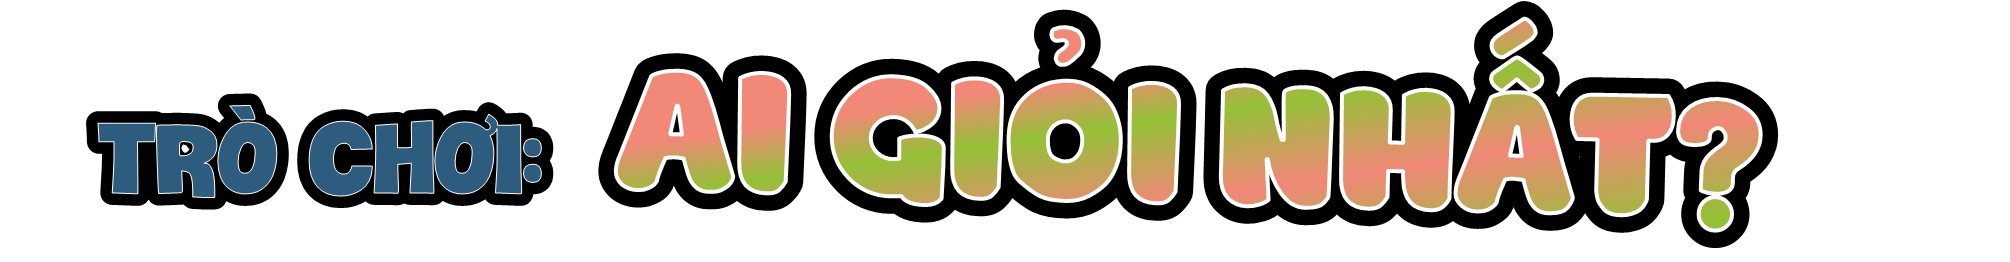 TRÒ CHƠI: AI GIỎI NHẤT?